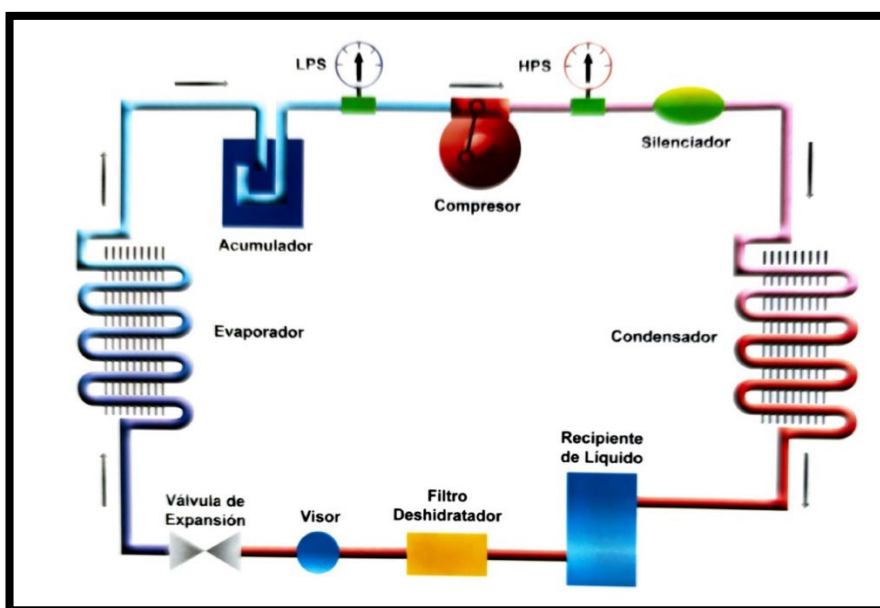 LPS
HPS
Silenciador
Compresor
Acumulador
Evaporador
Condensador
Recipiente
de Líquido
Filtro
Deshidratador
Válvula de
Expansión
Visor